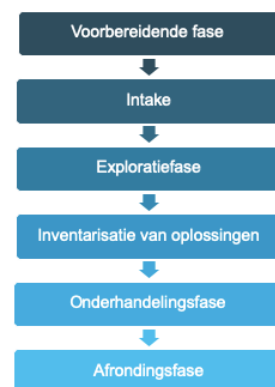 Voorbereidende fase
Intake
Exploratiefase
Inventarisatie van oplossingen
Onderhandelingsfase
Afrondingsfase